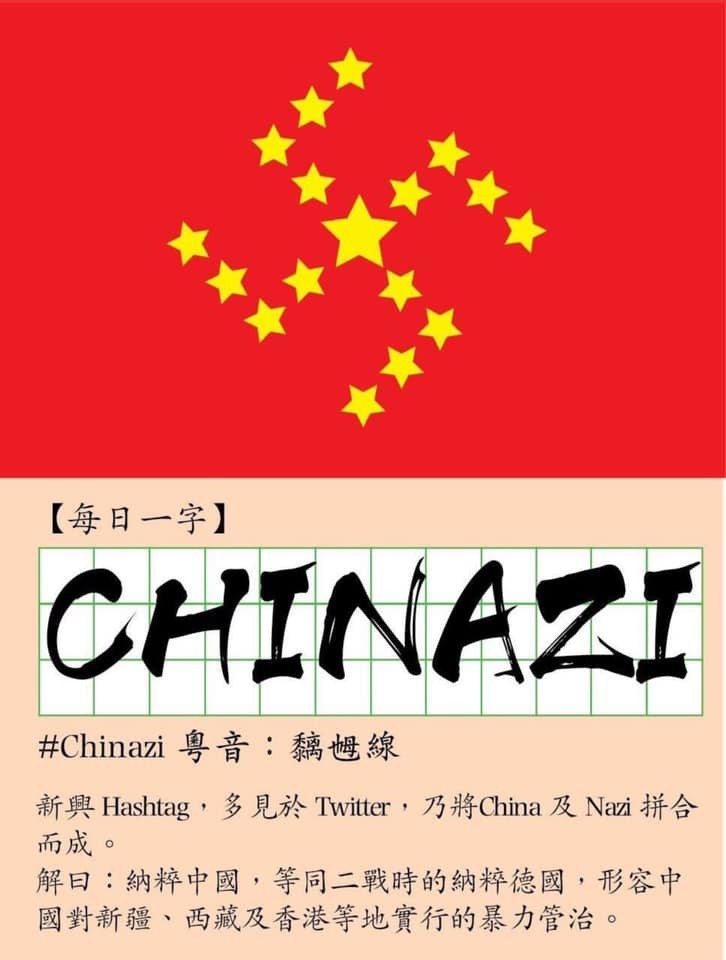 【每日一字】
CHINAZI
#Chinazi 粵音：黐乸線
新興 Hashtag，多見於 Twitter，乃將China 及 Nazi 拼合
而成。
解曰：納粹中國，等同二戰時的納粹德國，形容中
國對新疆、西藏及香港等地實行的暴力管治。